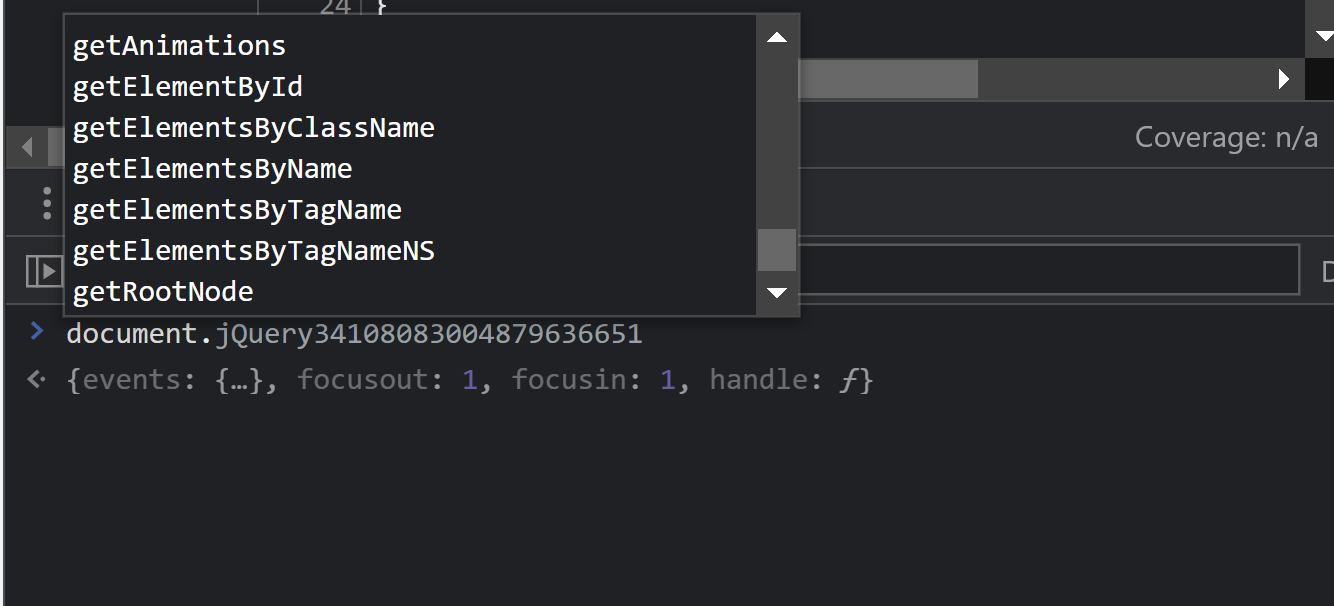 24 }
getAnimations
getElementById
getElementsByClassName
getElementsByName
getElementsByTagName
getElementsByTagNameNS
getRootNode
Coverage: n/a
document.jQuery34108083004879636651
{events: {…}, focusout: 1, focusin: 1, handle: ƒ}